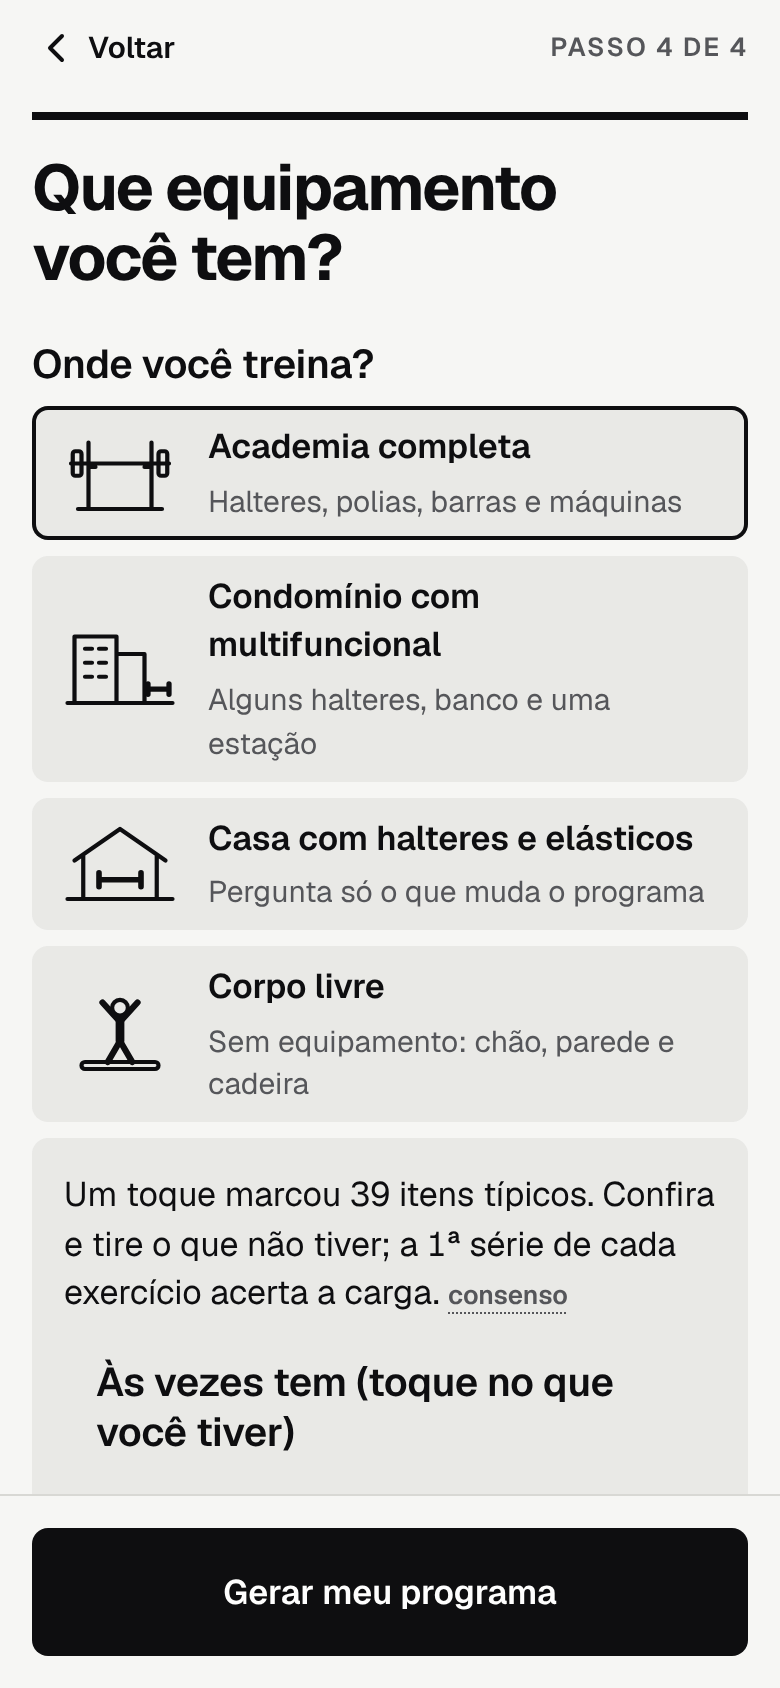 Voltar
PASSO 4 DE 4
Que equipamento
você tem?
Onde você treina?
Academia completa
Halteres, polias, barras e máquinas
Condomínio com
multifuncional
Alguns halteres, banco e uma
estação
Casa com halteres e elásticos
Pergunta só o que muda o programa
Corpo livre
Sem equipamento: chão, parede e
cadeira
Um toque marcou 39 itens típicos. Confira
e tire o que não tiver; a 1ª série de cada
exercício acerta a carga. consenso
Às vezes tem (toque no que
você tiver)
Gerar meu programa